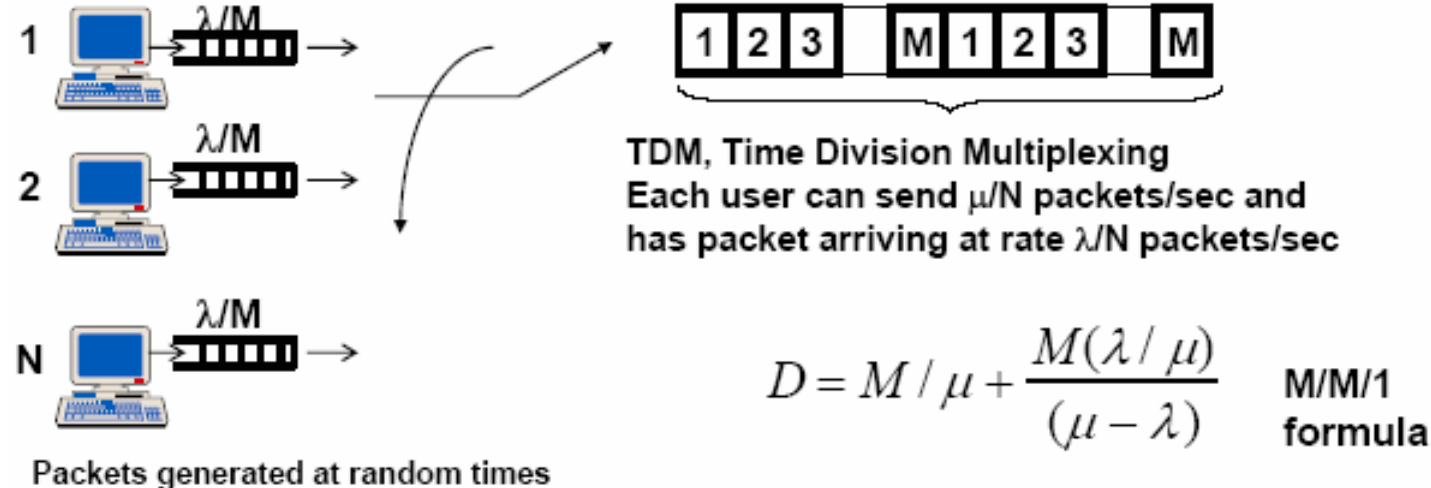 1
λ/M
1 2 3 M 1 2 3 M
2
λ/M
TDM, Time Division Multiplexing
Each user can send μ/N packets/sec and
has packet arriving at rate λ/N packets/sec
N
λ/M
D = M / μ + M(λ / μ) / (μ − λ)
M/M/1
formula
Packets generated at random times